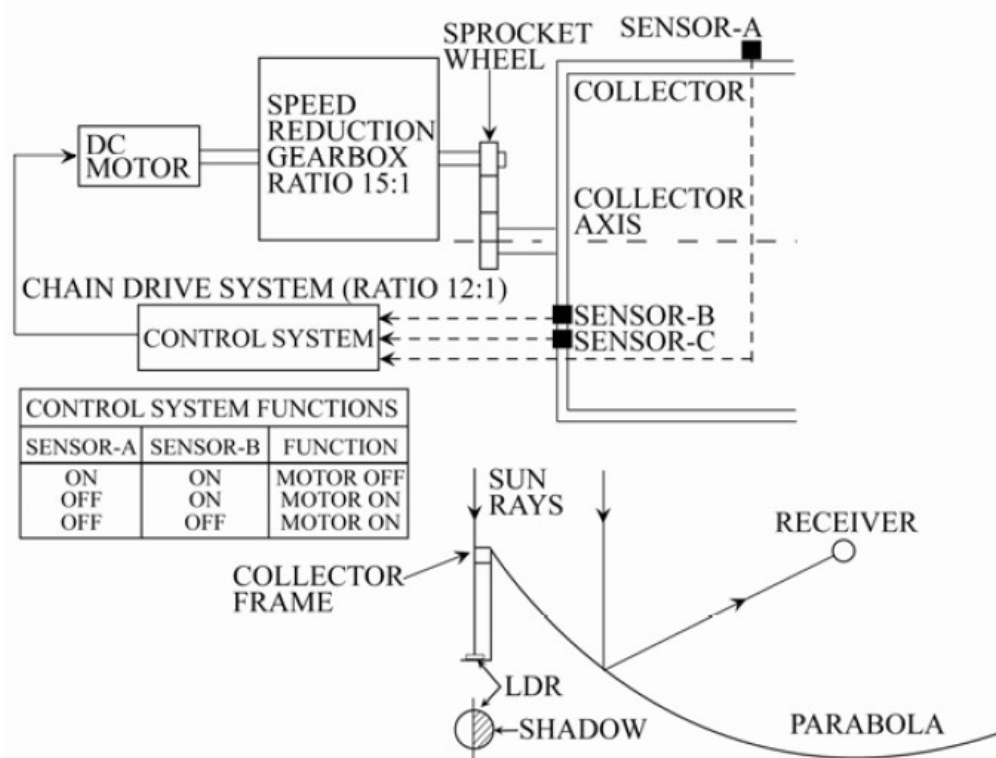 SENSOR-A
SPROCKET
WHEEL
SPEED
REDUCTION
GEARBOX
RATIO 15:1
COLLECTOR
DC
MOTOR
COLLECTOR
AXIS
CHAIN DRIVE SYSTEM (RATIO 12:1)
CONTROL SYSTEM
SENSOR-B
SENSOR-C
CONTROL SYSTEM FUNCTIONS
SENSOR-A SENSOR-B FUNCTION
ON ON MOTOR OFF
OFF ON MOTOR ON
OFF OFF MOTOR ON
SUN
RAYS
RECEIVER
COLLECTOR
FRAME
LDR
SHADOW
PARABOLA